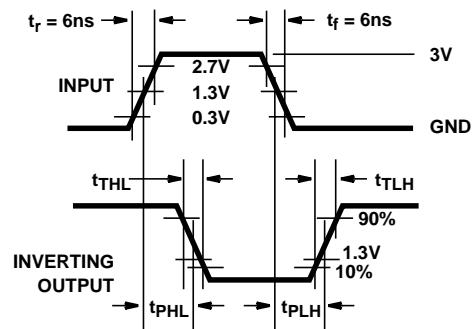 tr = 6ns
tf = 6ns
3V
INPUT
2.7V
1.3V
0.3V
GND
tTHL
tTLH
90%
INVERTING
OUTPUT
1.3V
10%
tPHL
tPLH